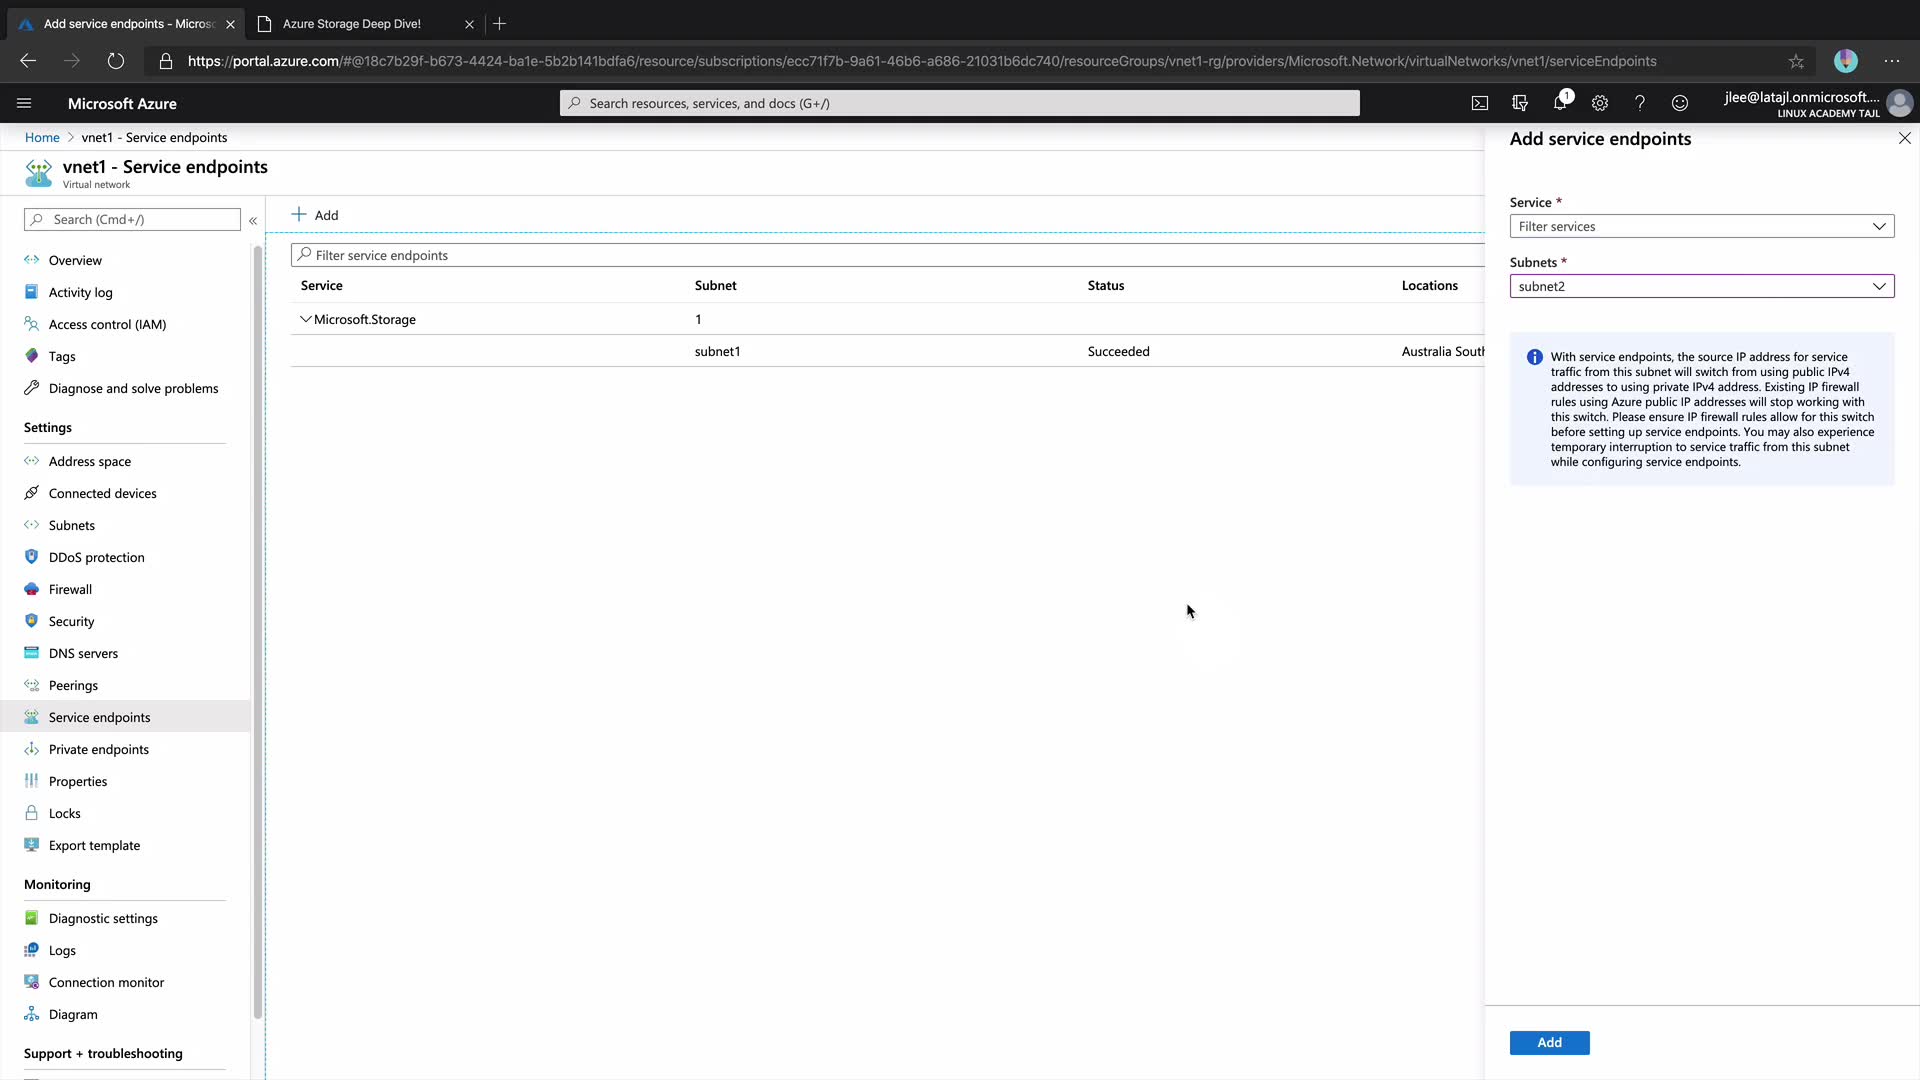 Add service endpoints - Micros
Azure Storage Deep Dive!
https://portal.azure.com/#@18c7b29f-b673-4424-ba1e-5b2b141bdfa6/resource/subscriptions/ecc71f7b-9a61-46b6-a686-21031b6dc740/resourceGroups/vnet1-rg/providers/Microsoft.Network/virtualNetworks/vnet1/serviceEndpoints
Microsoft Azure
Search resources, services, and docs (G+/)
1
jlee@latajl.onmicrosoft....
LINUX ACADEMY TAJL
Home > vnet1 - Service endpoints
vnet1 - Service endpoints
Virtual network
Search (Cmd+/)
Overview
Activity log
Access control (IAM)
Tags
Diagnose and solve problems
Settings
Address space
Connected devices
Subnets
DDoS protection
Firewall
Security
DNS servers
Peerings
Service endpoints
Private endpoints
Properties
Locks
Export template
Monitoring
Diagnostic settings
Logs
Connection monitor
Diagram
Support + troubleshooting
Add
Filter service endpoints
Service Subnet Status Locations
Microsoft.Storage 1
subnet1 Succeeded Australia South
Add service endpoints
Service *
Filter services
Subnets *
subnet2
With service endpoints, the source IP address for service
traffic from this subnet will switch from using public IPv4
addresses to using private IPv4 address. Existing IP firewall
rules using Azure public IP addresses will stop working with
this switch. Please ensure IP firewall rules allow for this switch
before setting up service endpoints. You may also experience
temporary interruption to service traffic from this subnet
while configuring service endpoints.
Add